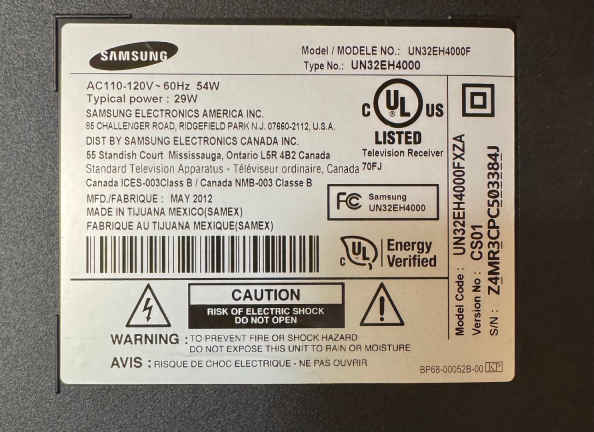 SAMSUNG
Model / MODELE NO.: UN32EH4000F
Type No.: UN32EH4000
AC110-120V~ 60Hz 54W
Typical power : 29W
SAMSUNG ELECTRONICS AMERICA INC.
85 CHALLENGER ROAD, RIDGEFIELD PARK N.J. 07660-2112, U.S.A.
DIST BY SAMSUNG ELECTRONICS CANADA INC.
55 Standish Court Mississauga, Ontario L5R 4B2 Canada
Standard Television Apparatus - Téléviseur ordinaire, Canada
Canada ICES-003Class B / Canada NMB-003 Classe B
MFD./FABRIQUE : MAY 2012
MADE IN TIJUANA MEXICO(SAMEX)
FABRIQUE AU TIJUANA MEXIQUE(SAMEX)
C UL US
LISTED
Television Receiver
70FJ
FC Samsung
UN32EH4000
C UL Energy
Verified
CAUTION
RISK OF ELECTRIC SHOCK
DO NOT OPEN
WARNING : TO PREVENT FIRE OR SHOCK HAZARD
DO NOT EXPOSE THIS UNIT TO RAIN OR MOISTURE
AVIS : RISQUE DE CHOC ELECTRIQUE - NE PAS OUVRIR
Model Code : UN32EH4000FXZA
Version No : CS01
S/N : Z4MR3CPC503384J
BP68-00052B-00 KP